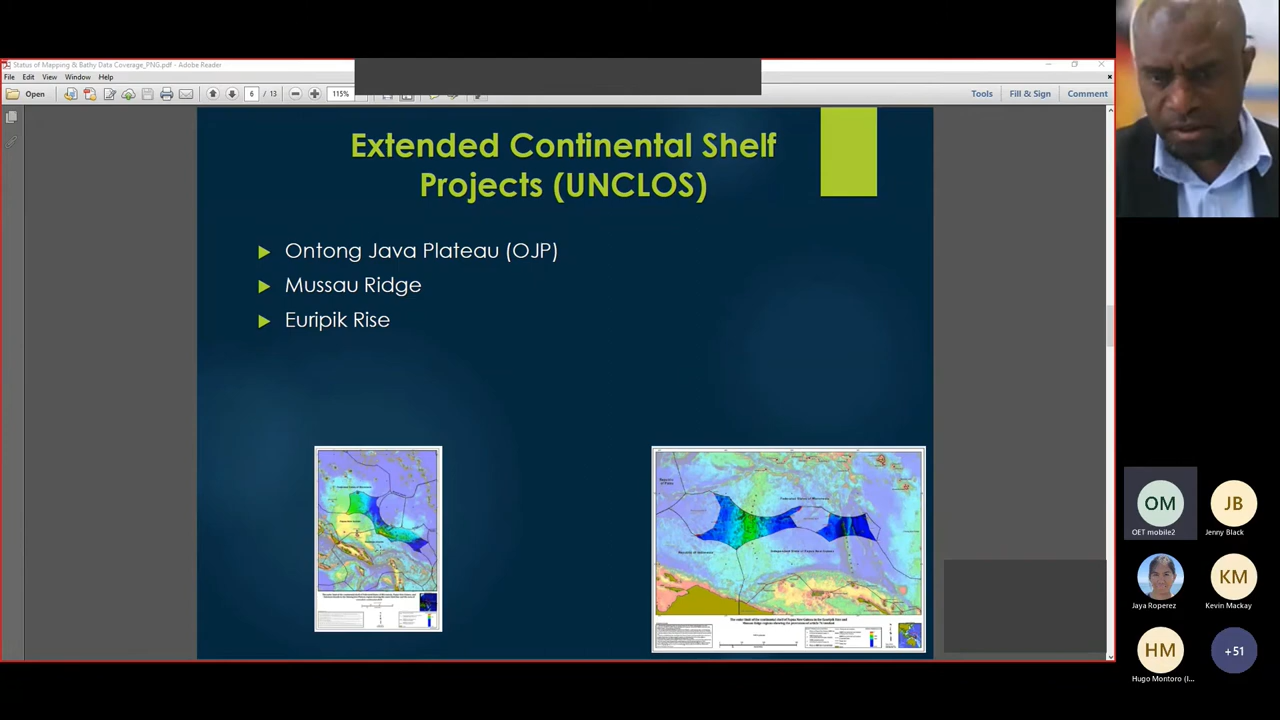 Status of Mapping & Bathy Data Coverage_PNG.pdf - Adobe Reader
File Edit View Window Help
Open 6 / 13 115% Tools Fill & Sign Comment
Extended Continental Shelf
Projects (UNCLOS)
Ontong Java Plateau (OJP)
Mussau Ridge
Euripik Rise
OM
OET mobile2
JB
Jenny Black
Jaya Roperez
KM
Kevin Mackay
HM
Hugo Montoro (I...
+51